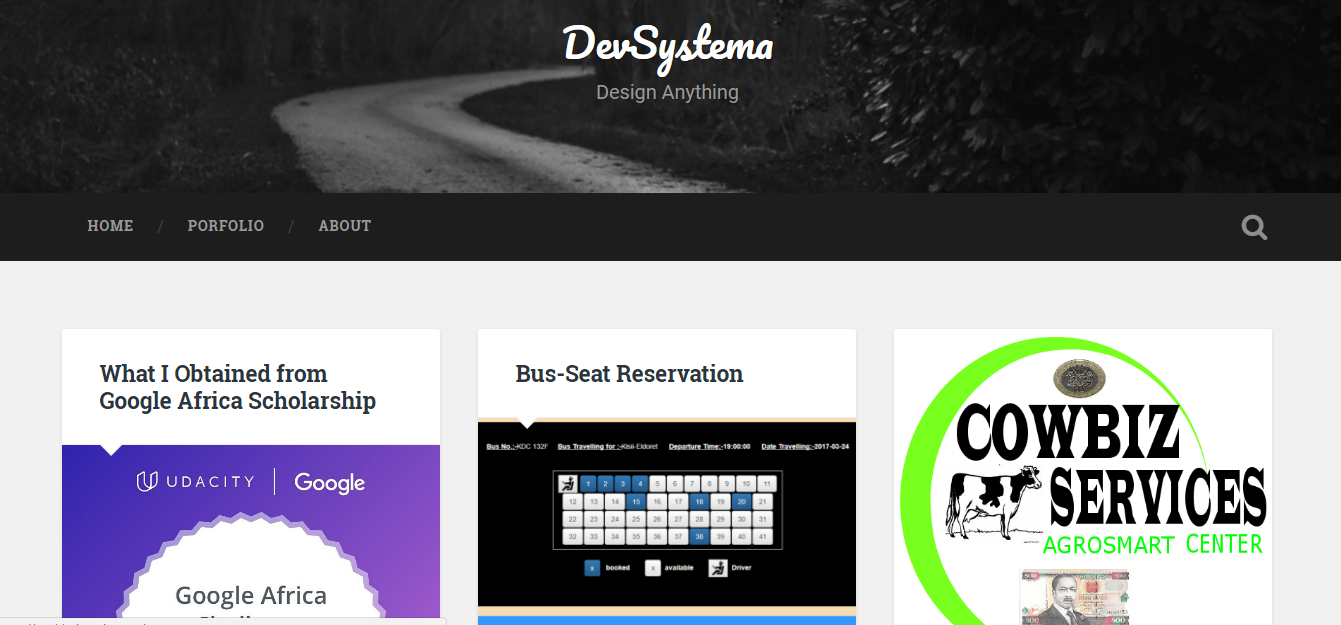 DevSystema
Design Anything
HOME / PORFOLIO / ABOUT
What I Obtained from
Google Africa Scholarship
UDACITY | Google
Google Africa
Bus-Seat Reservation
Bus No.:-KDC 132F Bus Travelling for :-Kisii-Eldoret Departure Time:-19:00:00 Date Travelling:-2017-03-24
1 2 3 4 5 6 7 8 9 10 11
12 13 14 15 16 17 18 19 20 21
22 23 24 25 26 27 28 29 30 31
32 33 34 35 36 37 38 39 40 41
x booked x available Driver
COWBIZ
SERVICES
AGROSMART CENTER
500 500
500 500